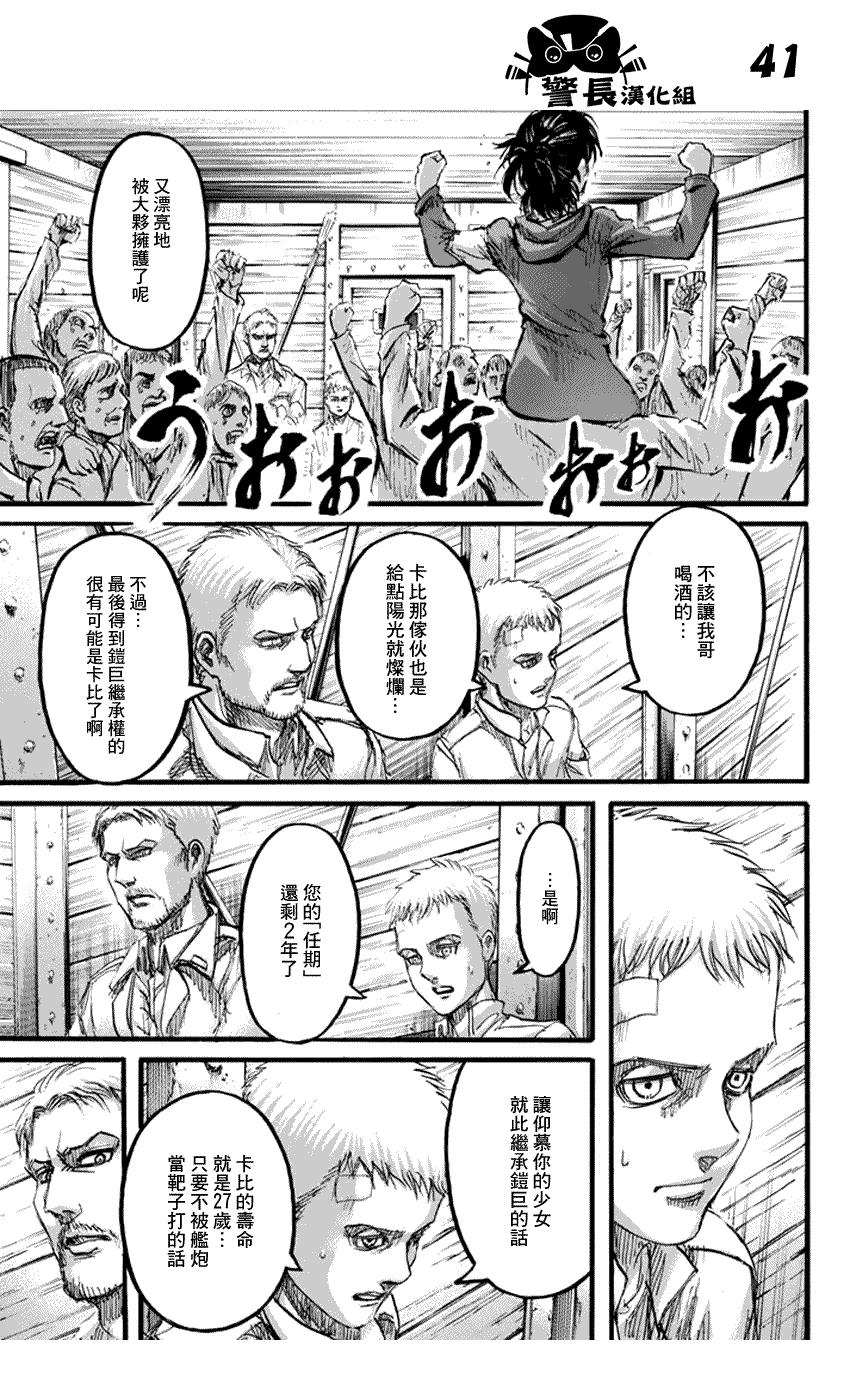 警長漢化組
41
又漂亮地
被大夥擁護了呢
うおお お おお お
不該讓我哥
喝酒的…
卡比那傢伙也是
給點陽光就燦爛…
不過…
最後得到鎧巨繼承權的
很有可能是卡比了啊
…是啊
您的「任期」
還剩2年了
讓仰慕你的少女
就此繼承鎧巨的話
卡比的壽命
就是27歲…
只要不被艦炮
當靶子打的話